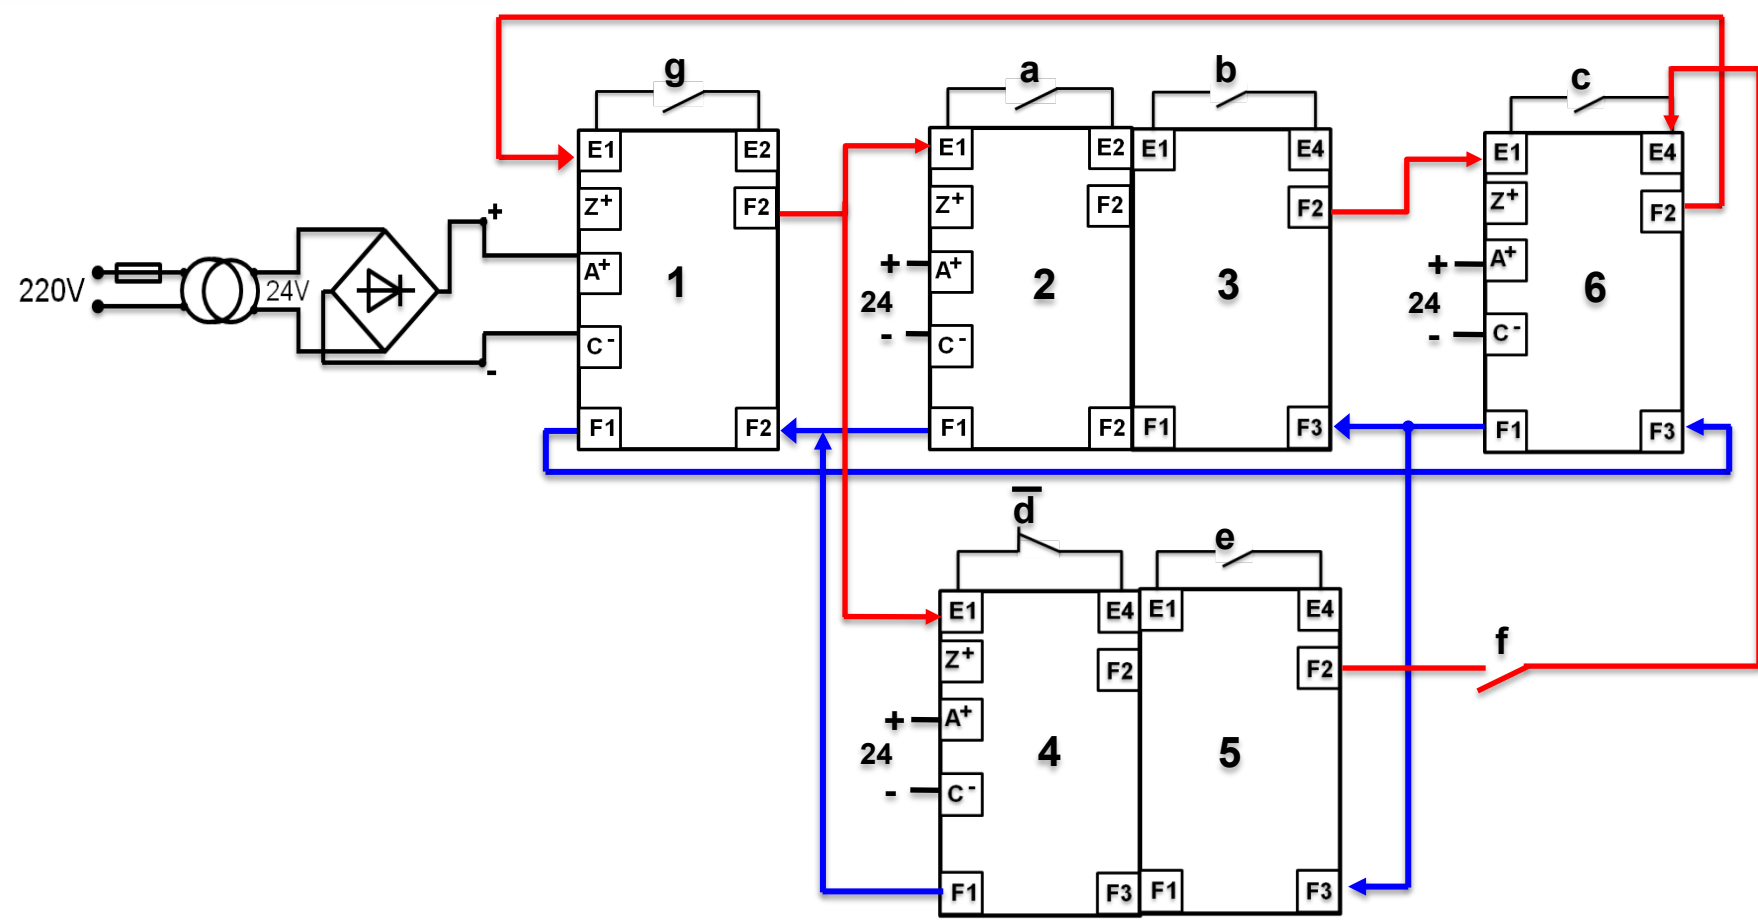 g
a
b
c
E1
E2
E1
E2
E1
E4
E1
E4
Z+
F2
Z+
F2
F2
Z+
F2
+
220V
24V
A+
1
+
A+
2
3
+
A+
6
24
24
C -
-
C -
-
C -
-
F1
F2
F1
F2
F1
F3
F1
F3
d̅
e
E1
E4
E1
E4
f
Z+
F2
F2
+
A+
24
4
5
-
C -
F1
F3
F1
F3